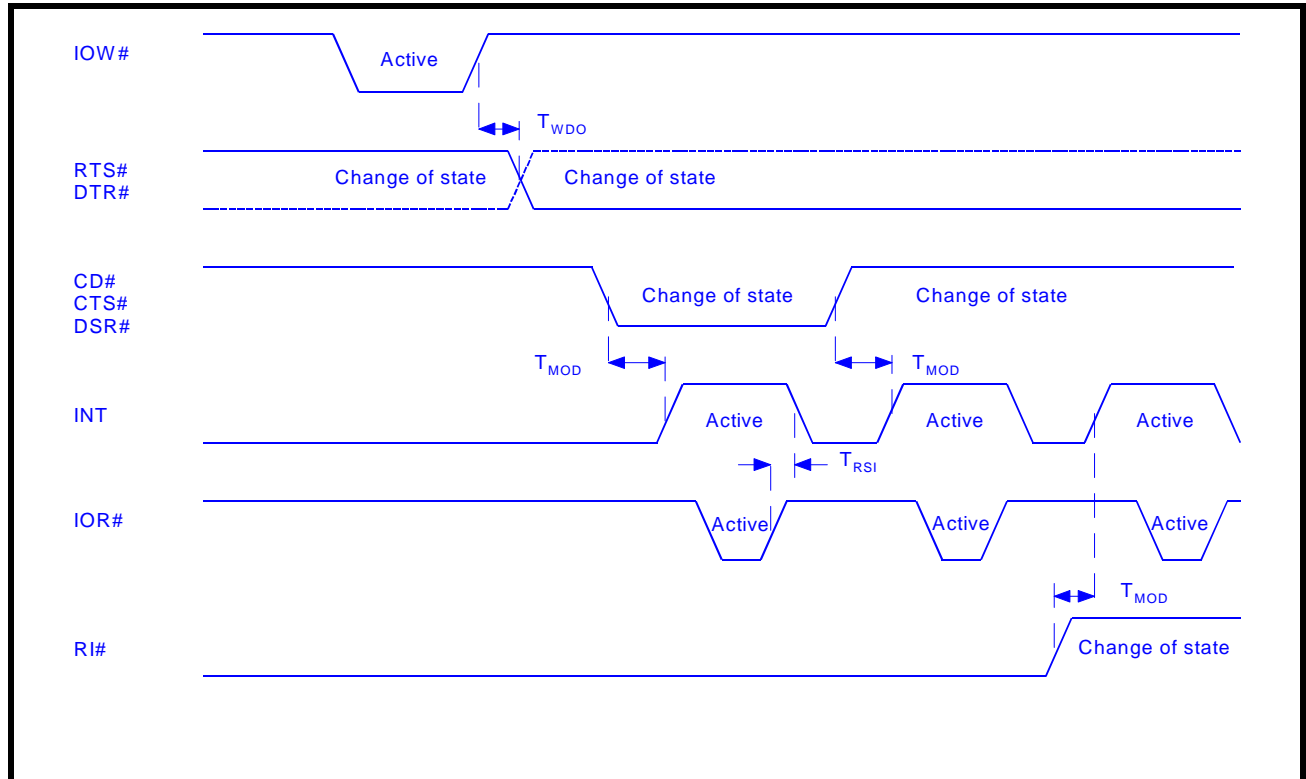 IOW#
Active
TWDO
RTS#
DTR#
Change of state
Change of state
CD#
CTS#
DSR#
Change of state
Change of state
TMOD
TMOD
INT
Active
Active
Active
TRSI
IOR#
Active
Active
Active
TMOD
RI#
Change of state